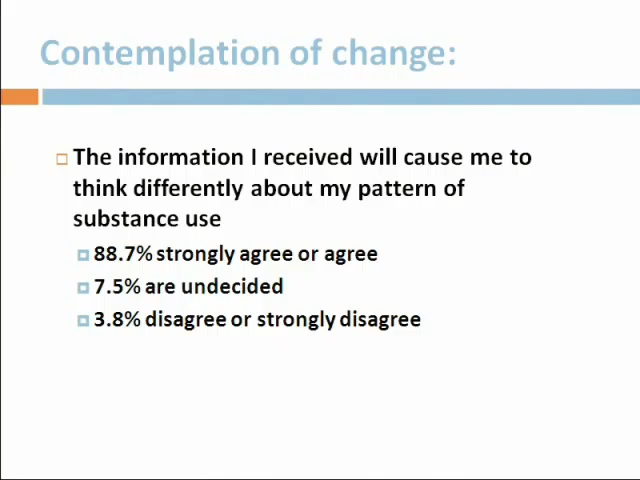 Contemplation of change:
The information I received will cause me to
think differently about my pattern of
substance use
88.7% strongly agree or agree
7.5% are undecided
3.8% disagree or strongly disagree